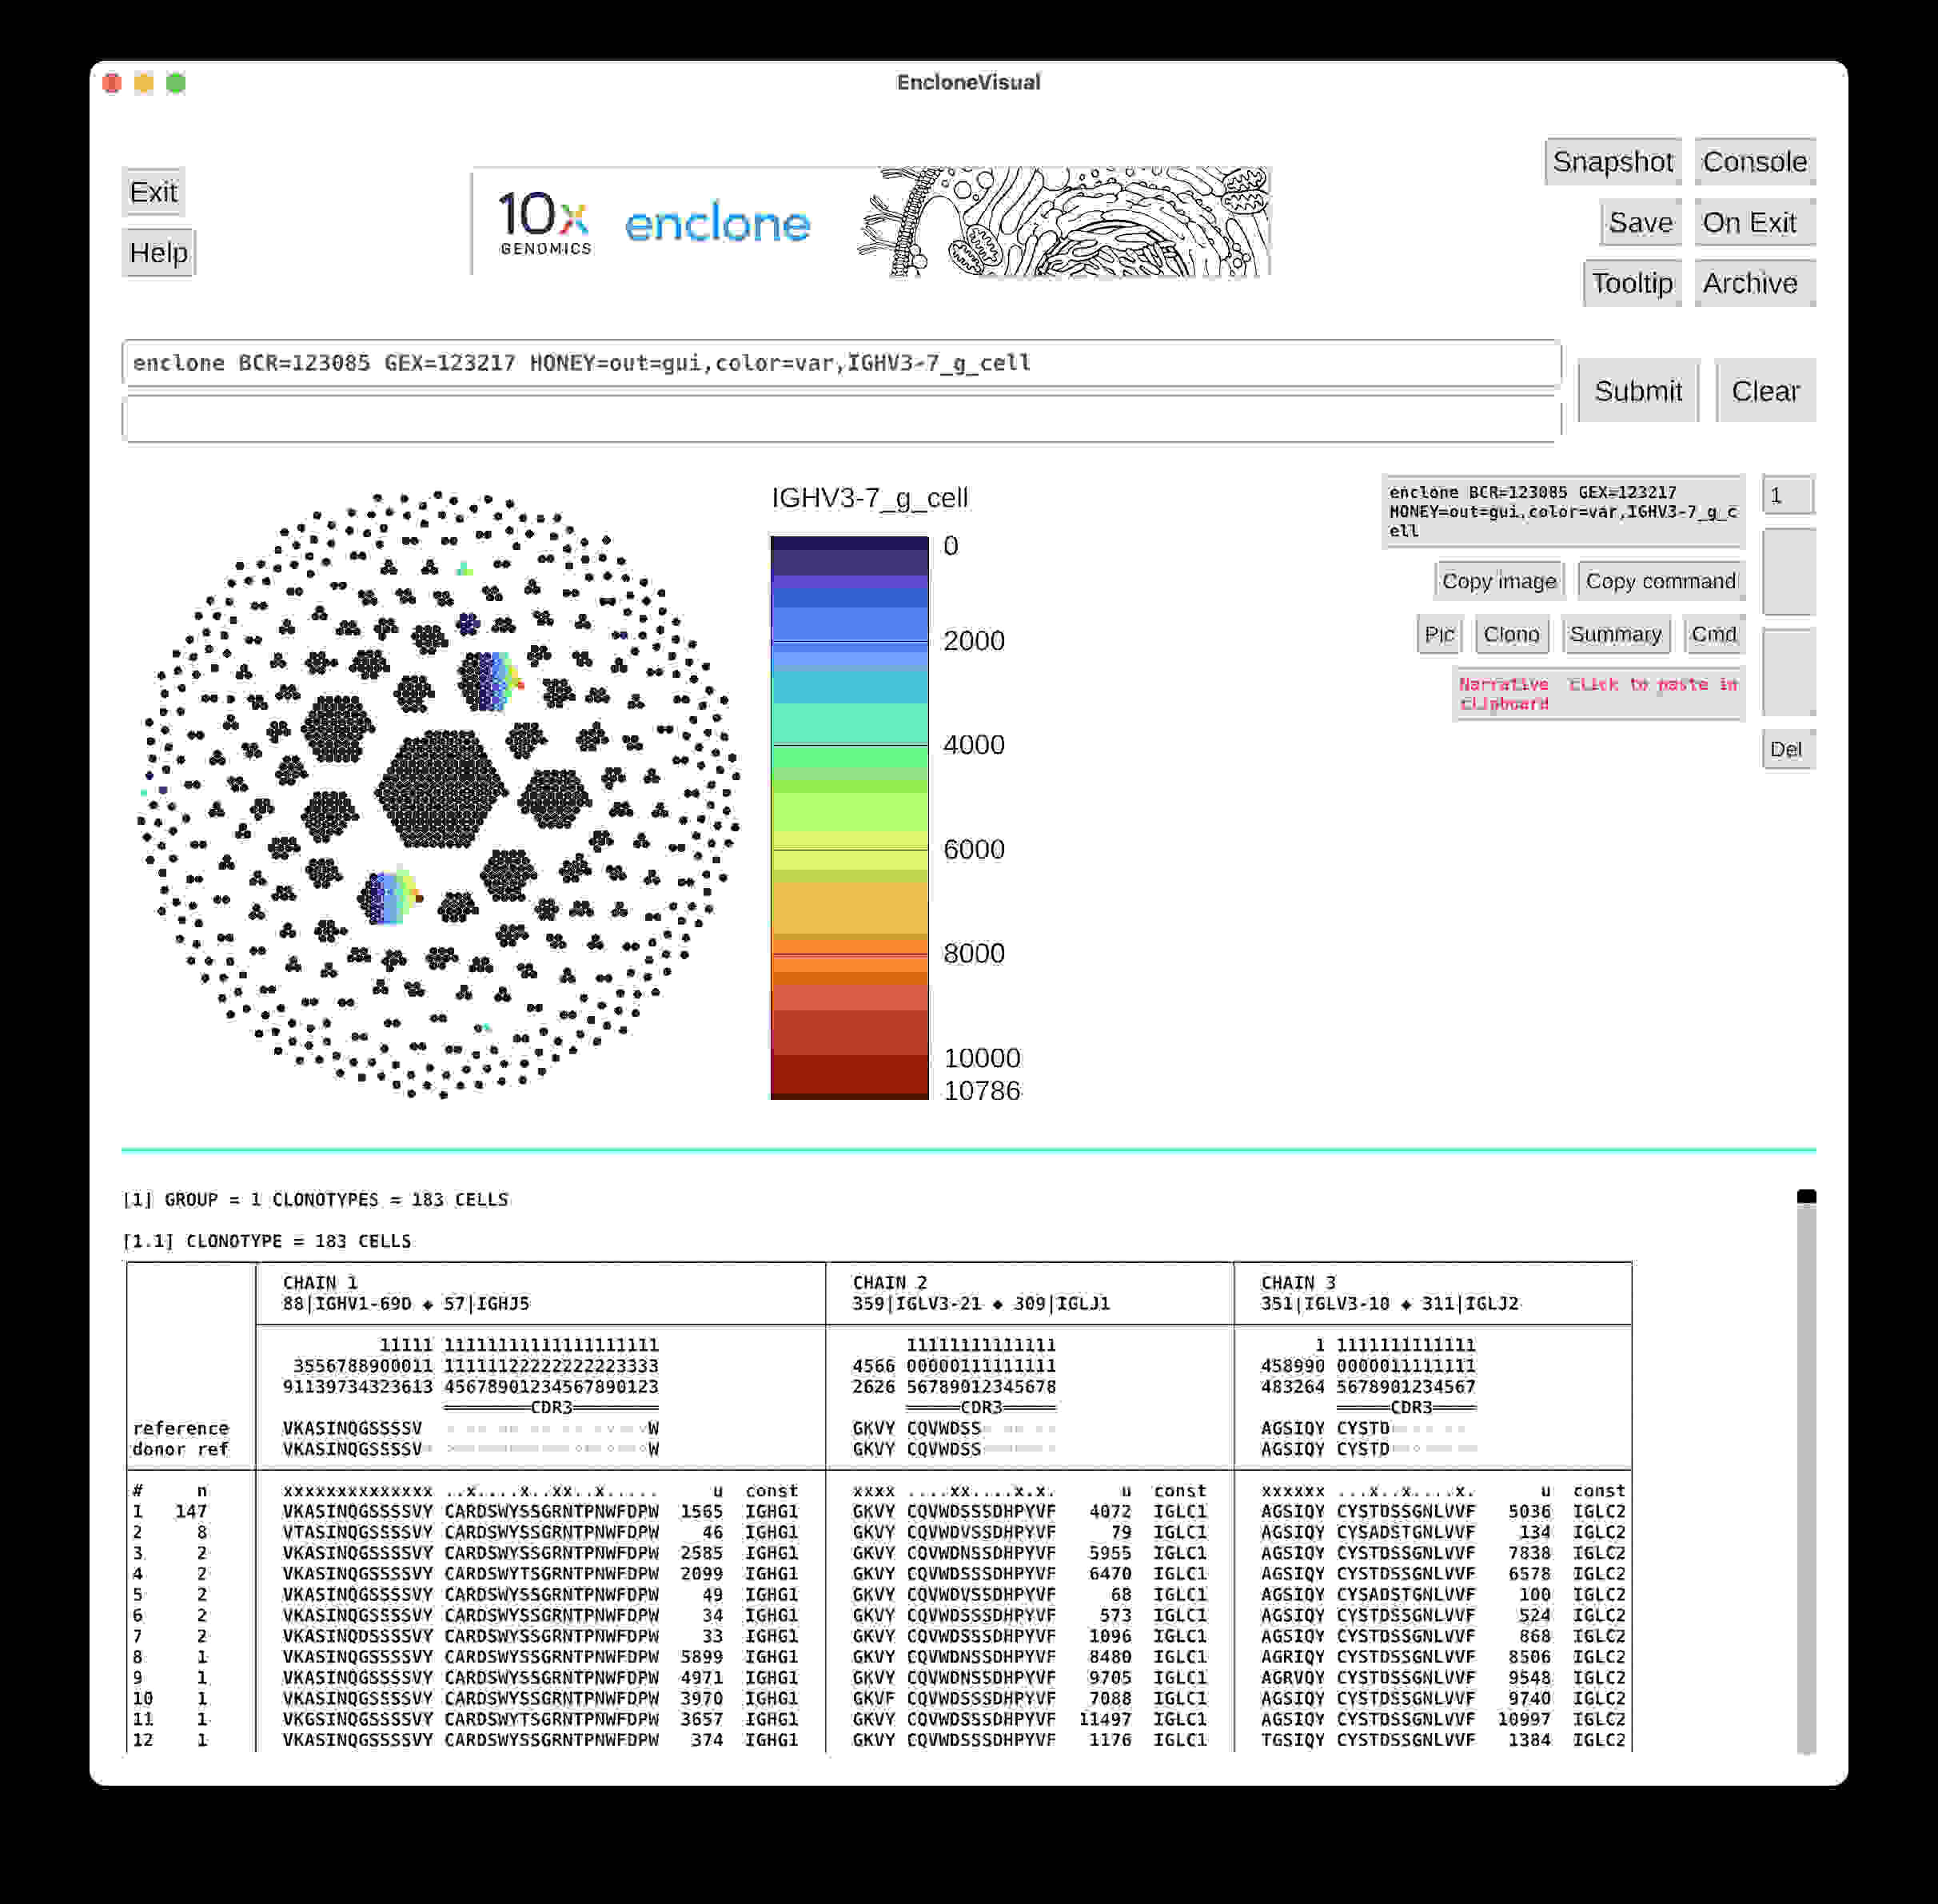 EncloneVisual
Exit
Help
10x
GENOMICS
enclone
Snapshot Console
Save On Exit
Tooltip Archive
enclone BCR=123085 GEX=123217 HONEY=out=gui,color=var,IGHV3-7_g_cell
Submit Clear
IGHV3-7_g_cell
0
2000
4000
6000
8000
10000
10786
enclone BCR=123085 GEX=123217
HONEY=out=gui,color=var,IGHV3-7_g_c
ell
1
Copy image Copy command
Pic Clono Summary Cmd
Narrative Click to paste in
clipboard
Del
[1] GROUP = 1 CLONOTYPES = 183 CELLS
[1.1] CLONOTYPE = 183 CELLS
CHAIN 1 CHAIN 2 CHAIN 3
88|IGHV1-69D ◆ 57|IGHJ5 359|IGLV3-21 ◆ 309|IGLJ1 351|IGLV3-10 ◆ 311|IGLJ2
11111 11111111111111111111 11111111111111 1 1111111111111
3556788900011 11111122222222223333 4566 00000111111111 458990 0000011111111
91139734323613 45678901234567890123 2626 56789012345678 483264 5678901234567
CDR3 CDR3 CDR3
reference VKASINQGSSSSV W GKVY CQVWDSS AGSIQY CYSTD
donor ref VKASINQGSSSSV W GKVY CQVWDSS AGSIQY CYSTD
# n xxxxxxxxxxxxxx ..x....x..xx..x..... u const xxxx ....xx....x.x. u const xxxxxx ...x..x....x. u const
1 147 VKASINQGSSSSVY CARDSWYSSGRNTPNWFDPW 1565 IGHG1 GKVY CQVWDSSSDHPYVF 4072 IGLC1 AGSIQY CYSTDSSGNLVVF 5036 IGLC2
2 8 VTASINQGSSSSVY CARDSWYSSGRNTPNWFDPW 46 IGHG1 GKVY CQVWDVSSDHPYVF 79 IGLC1 AGSIQY CYSADSTGNLVVF 134 IGLC2
3 2 VKASINQGSSSSVY CARDSWYSSGRNTPNWFDPW 2585 IGHG1 GKVY CQVWDNSSDHPYVF 5955 IGLC1 AGSIQY CYSTDSSGNLVVF 7838 IGLC2
4 2 VKASINQGSSSSVY CARDSWYTSGRNTPNWFDPW 2099 IGHG1 GKVY CQVWDSSSDHPYVF 6470 IGLC1 AGSIQY CYSTDSSGNLVVF 6578 IGLC2
5 2 VKASINQGSSSSVY CARDSWYSSGRNTPNWFDPW 49 IGHG1 GKVY CQVWDVSSDHPYVF 68 IGLC1 AGSIQY CYSADSTGNLVVF 100 IGLC2
6 2 VKASINQGSSSSVY CARDSWYSSGRNTPNWFDPW 34 IGHG1 GKVY CQVWDSSSDHPYVF 573 IGLC1 AGSIQY CYSTDSSGNLVVF 524 IGLC2
7 2 VKASINQDSSSSVY CARDSWYSSGRNTPNWFDPW 33 IGHG1 GKVY CQVWDSSSDHPYVF 1096 IGLC1 AGSIQY CYSTDSSGNLVVF 868 IGLC2
8 1 VKASINQGSSSSVY CARDSWYSSGRNTPNWFDPW 5899 IGHG1 GKVY CQVWDNSSDHPYVF 8480 IGLC1 AGRIQY CYSTDSSGNLVVF 8506 IGLC2
9 1 VKASINQGSSSSVY CARDSWYSSGRNTPNWFDPW 4971 IGHG1 GKVY CQVWDNSSDHPYVF 9705 IGLC1 AGRVQY CYSTDSSGNLVVF 9548 IGLC2
10 1 VKASINQGSSSSVY CARDSWYSSGRNTPNWFDPW 3970 IGHG1 GKVF CQVWDSSSDHPYVF 7088 IGLC1 AGSIQY CYSTDSSGNLVVF 9740 IGLC2
11 1 VKGSINQGSSSSVY CARDSWYTSGRNTPNWFDPW 3657 IGHG1 GKVY CQVWDSSSDHPYVF 11497 IGLC1 AGSIQY CYSTDSSGNLVVF 10997 IGLC2
12 1 VKASINQGSSSSVY CARDSWYSSGRNTPNWFDPW 374 IGHG1 GKVY CQVWDSSSDHPYVF 1176 IGLC1 TGSIQY CYSTDSSGNLVVF 1384 IGLC2